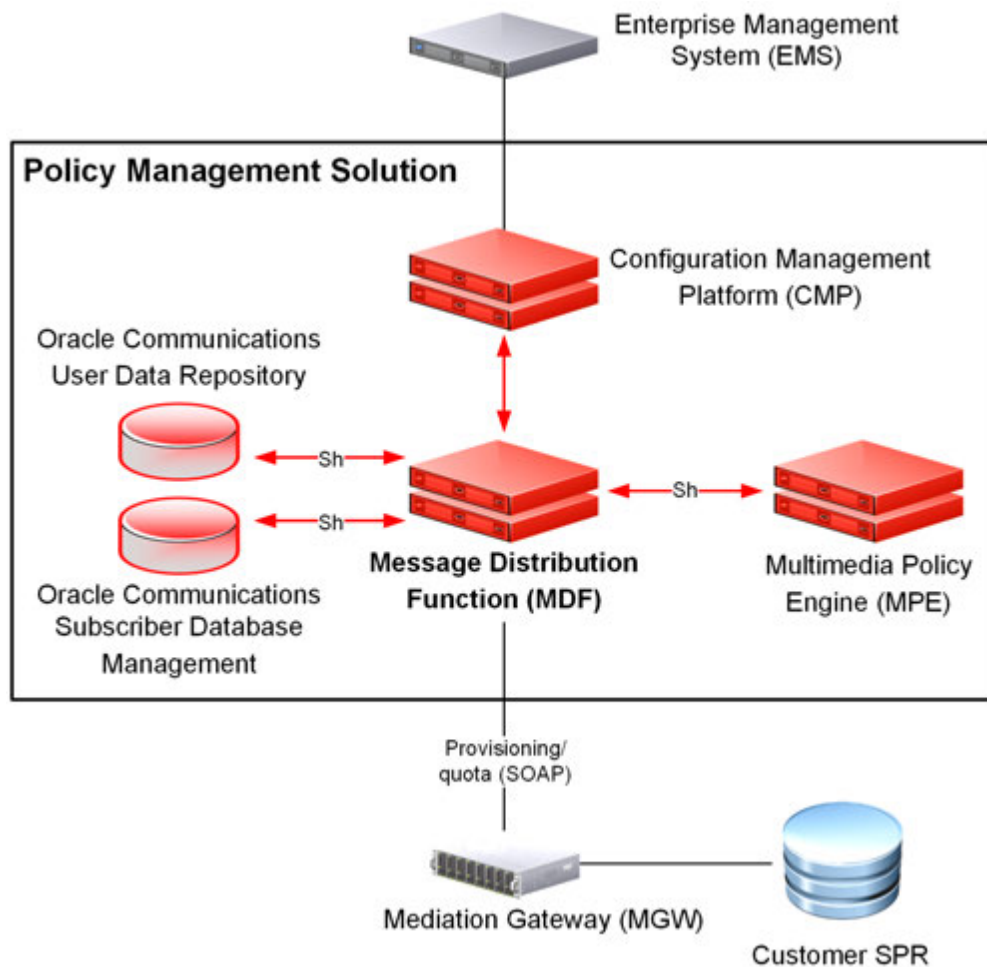 Enterprise Management
System (EMS)
Policy Management Solution
Configuration Management
Platform (CMP)
Oracle Communications
User Data Repository
Sh
Sh
Sh
Message Distribution
Function (MDF)
Multimedia Policy
Engine (MPE)
Oracle Communications
Subscriber Database
Management
Provisioning/
quota (SOAP)
Mediation Gateway (MGW)
Customer SPR